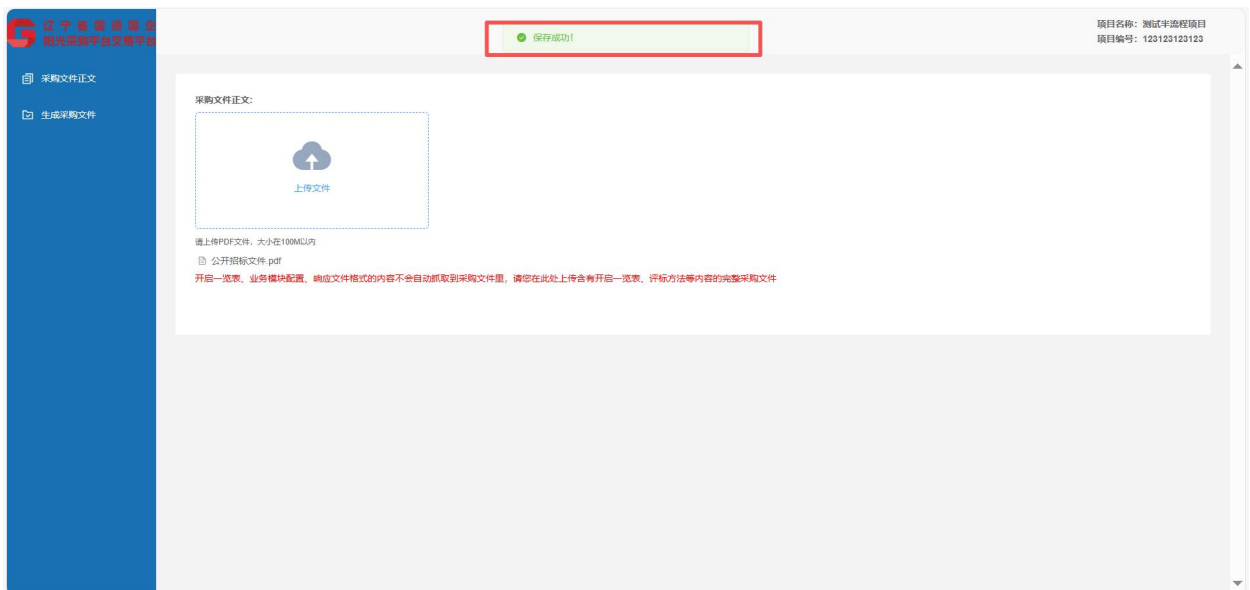 阳光采购平台交易平台
保存成功！
项目名称：测试半流程项目
项目编号：123123123123
采购文件正文
生成采购文件
采购文件正文：
上传文件
请上传PDF文件，大小在100M以内
公开招标文件.pdf
开启一览表、业务模块配置、响应文件格式的内容不会自动抓取到采购文件里，请您在此处上传含有开启一览表、评标方法等内容的完整采购文件